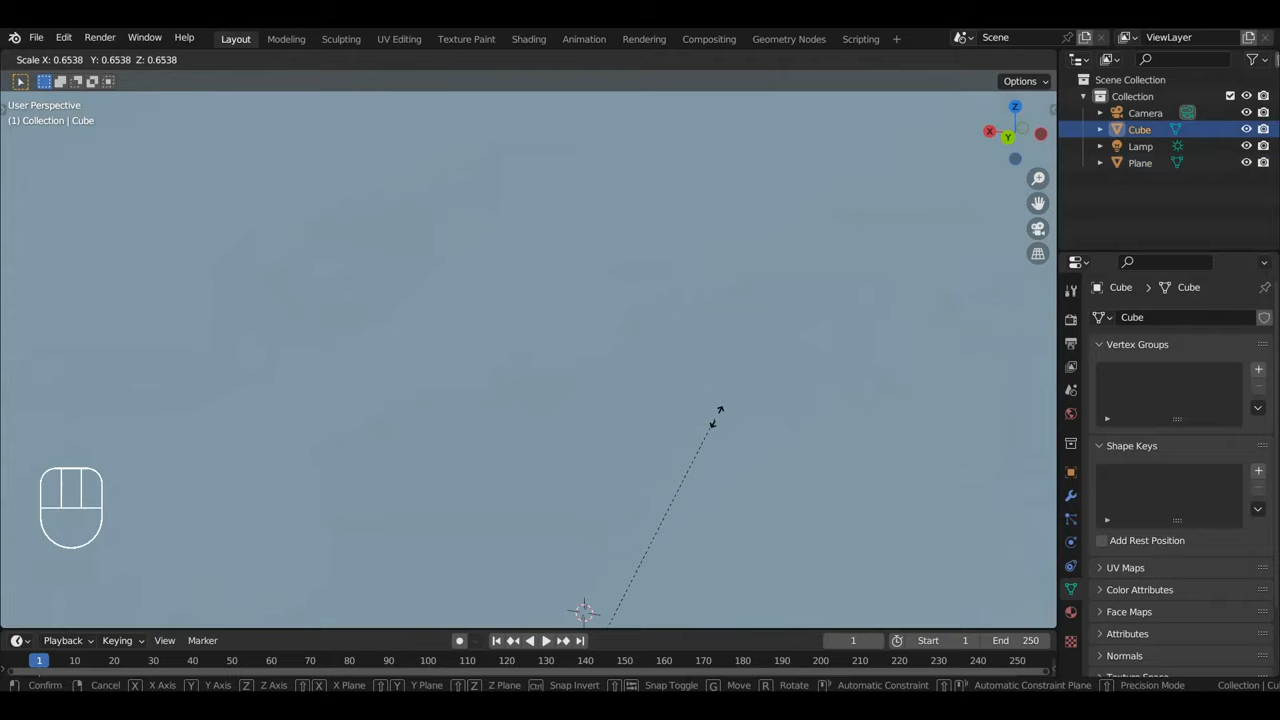 File Edit Render Window Help Layout Modeling Sculpting UV Editing Texture Paint Shading Animation Rendering Compositing Geometry Nodes Scripting + Scene ViewLayer
Scale X: 0.6538 Y: 0.6538 Z: 0.6538
Options
User Perspective
(1) Collection | Cube
Z
X
Y
Scene Collection
Collection
Camera
Cube
Lamp
Plane
Cube > Cube
Cube
Vertex Groups
Shape Keys
Add Rest Position
UV Maps
Color Attributes
Face Maps
Attributes
Normals
Playback Keying View Marker 1 Start 1 End 250
1 10 20 30 40 50 60 70 80 90 100 110 120 130 140 150 160 170 180 190 200 210 220 230 240 250
Confirm Cancel X X Axis Y Y Axis Z Z Axis X X Plane Y Y Plane Z Z Plane Ctrl Snap Invert Snap Toggle G Move R Rotate Automatic Constraint Automatic Constraint Plane Precision Mode Collection | Cu